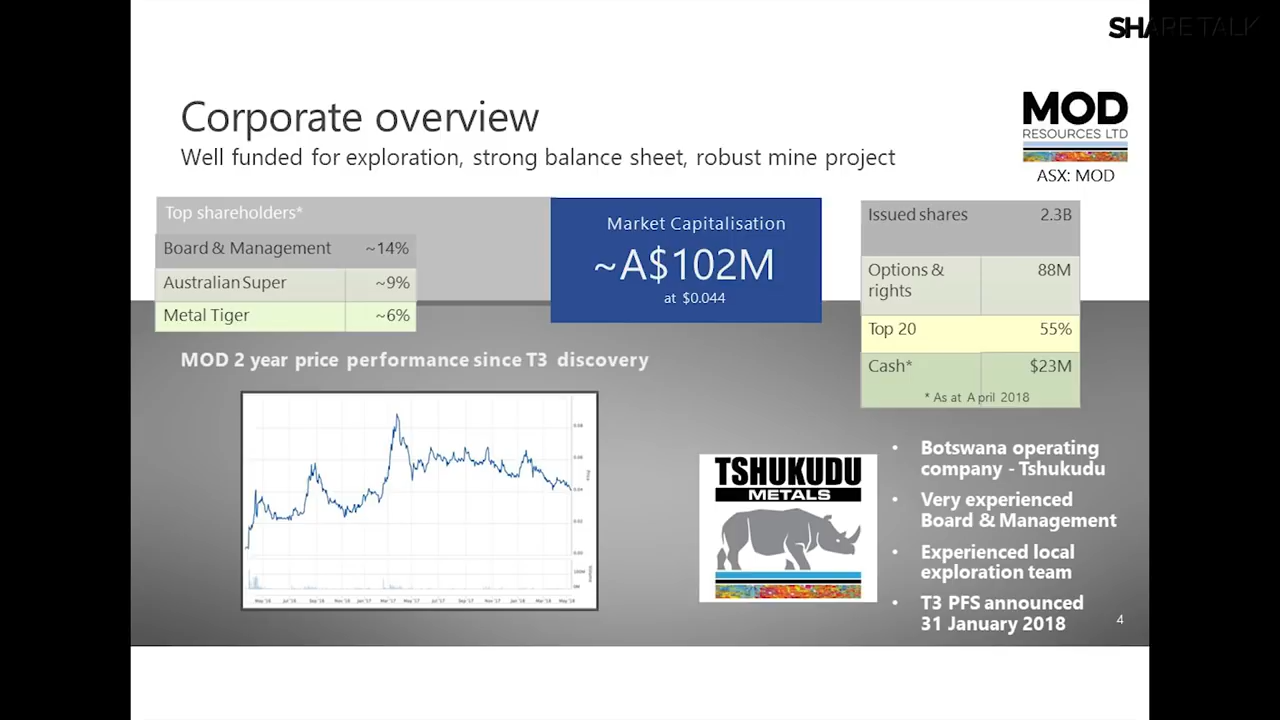 SHARE TALK
Corporate overview
Well funded for exploration, strong balance sheet, robust mine project
MOD
RESOURCES LTD
ASX: MOD
Top shareholders*
Board & Management ~14%
Australian Super ~9%
Metal Tiger ~6%
Market Capitalisation
~A$102M
at $0.044
Issued shares 2.3B
Options & rights 88M
Top 20 55%
Cash* $23M
* As at April 2018
MOD 2 year price performance since T3 discovery
TSHUKUDU
METALS
• Botswana operating
company - Tshukudu
• Very experienced
Board & Management
• Experienced local
exploration team
• T3 PFS announced
31 January 2018
4